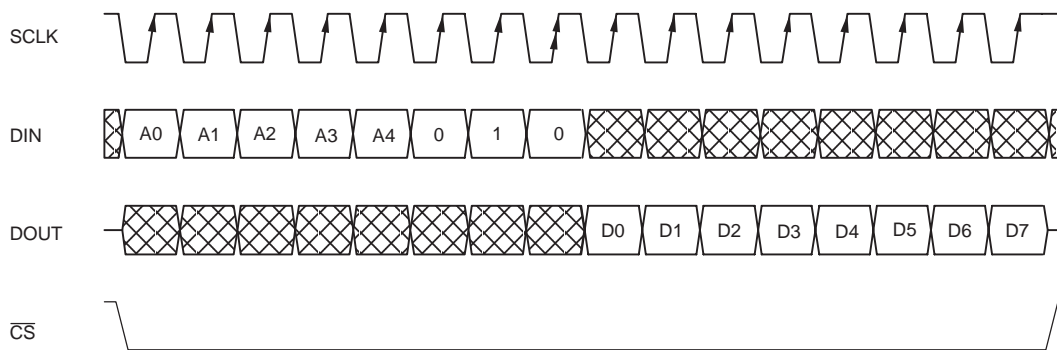 SCLK
DIN A0 A1 A2 A3 A4 0 1 0
DOUT D0 D1 D2 D3 D4 D5 D6 D7
C̅S̅